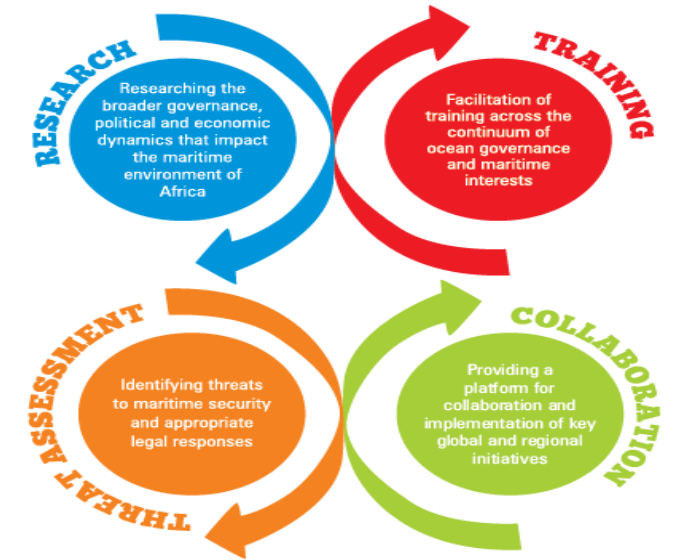 RESEARCH
Researching the
broader governance,
political and economic
dynamics that impact
the maritime
environment of
Africa
TRAINING
Facilitation of
training across the
continuum of
ocean governance
and maritime
interests
THREAT ASSESSMENT
Identifying threats
to maritime security
and appropriate
legal responses
COLLABORATION
Providing a
platform for
collaboration and
implementation of key
global and regional
initiatives